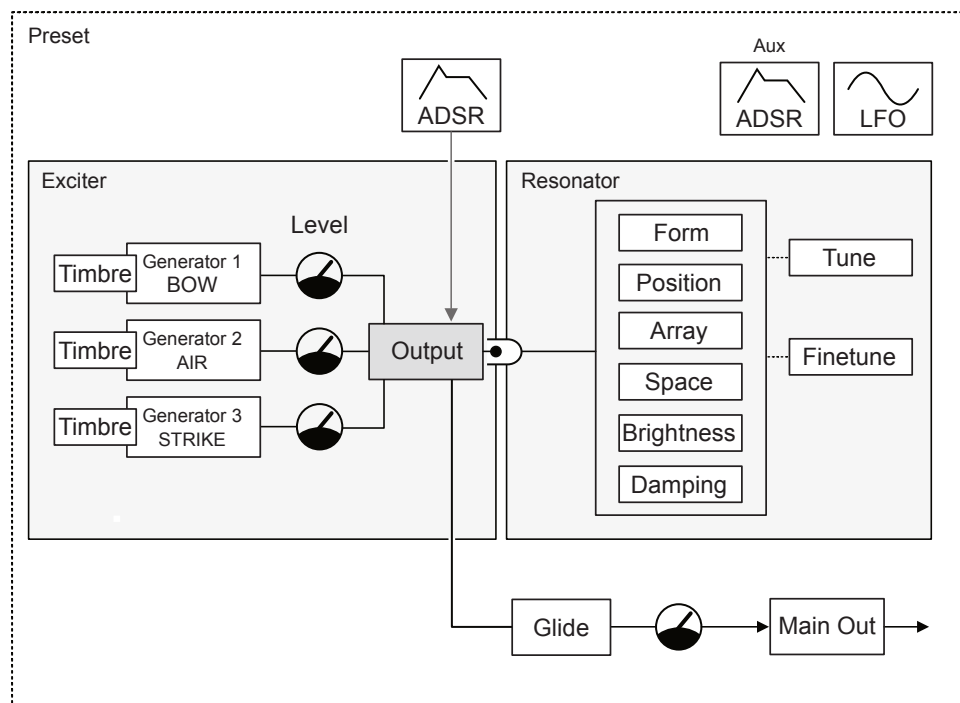 Preset
Aux
ADSR
ADSR
LFO
Exciter
Level
Timbre
Generator 1
BOW
Timbre
Generator 2
AIR
Timbre
Generator 3
STRIKE
Output
Resonator
Form
Position
Array
Space
Brightness
Damping
Tune
Finetune
Glide
Main Out